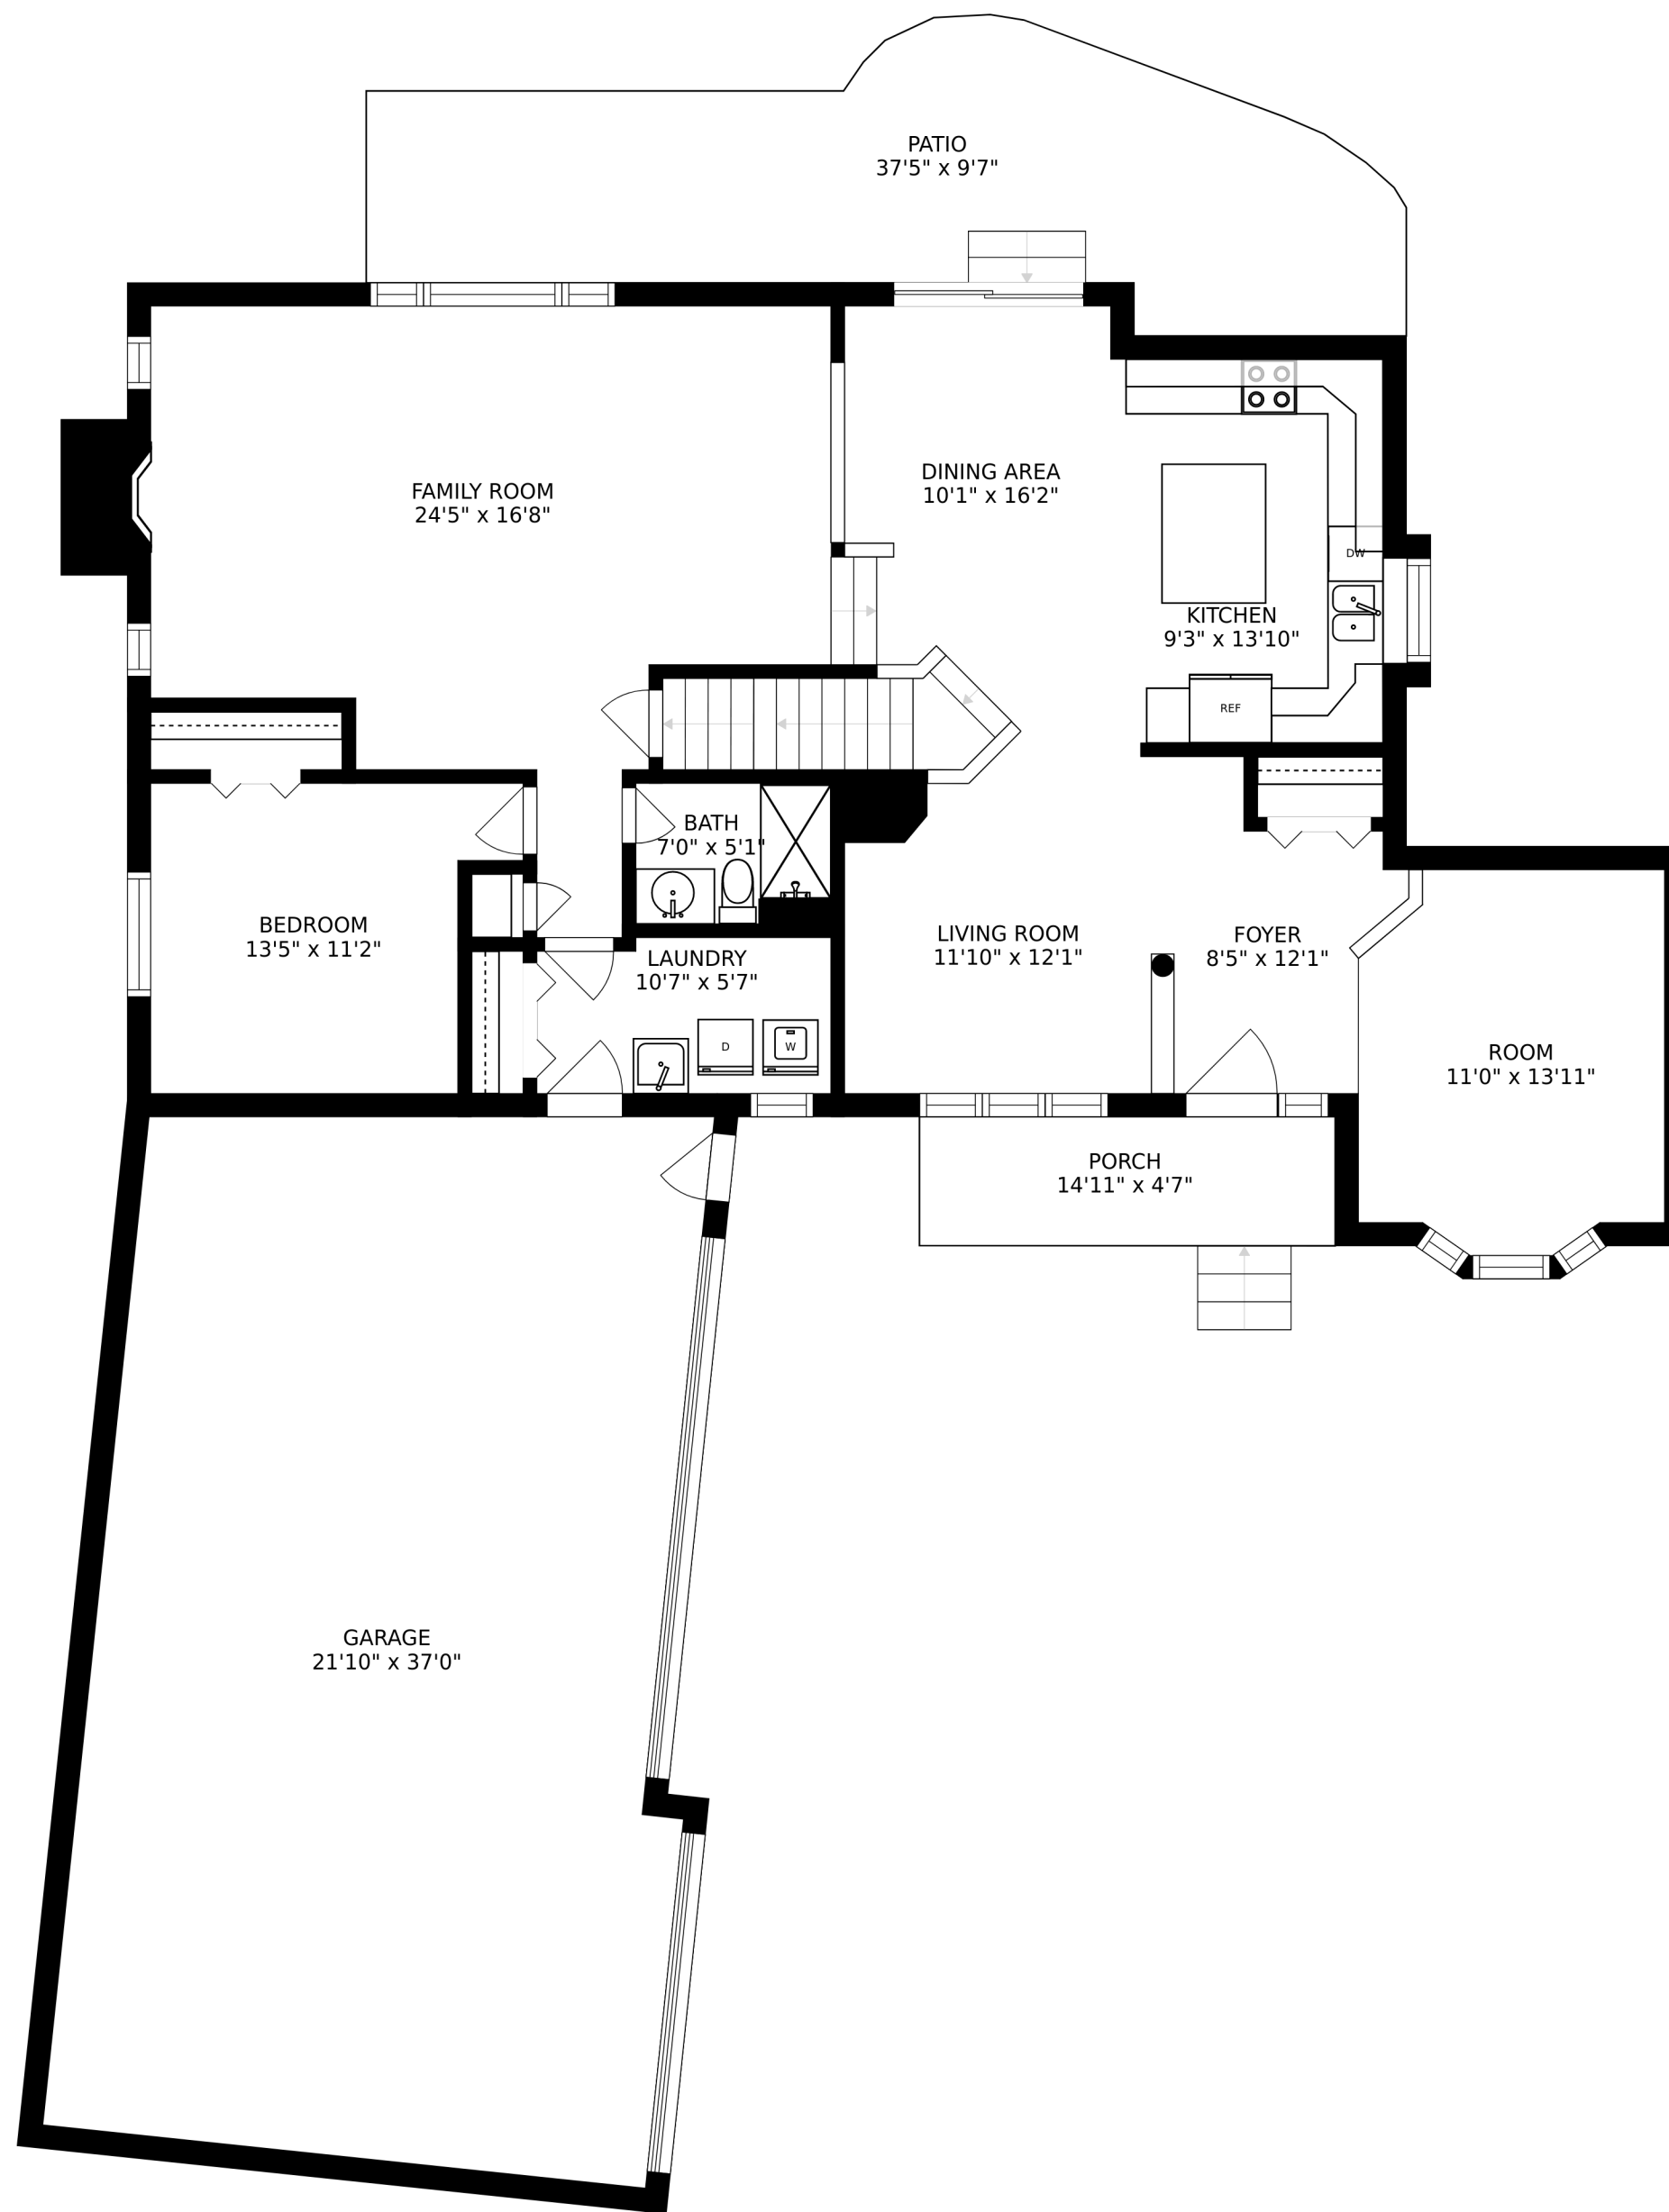 PATIO
37'5" x 9'7"
FAMILY ROOM
24'5" x 16'8"
DINING AREA
10'1" x 16'2"
DW
KITCHEN
9'3" x 13'10"
REF
BATH
7'0" x 5'1"
BEDROOM
13'5" x 11'2"
LAUNDRY
10'7" x 5'7"
D
W
LIVING ROOM
11'10" x 12'1"
FOYER
8'5" x 12'1"
ROOM
11'0" x 13'11"
PORCH
14'11" x 4'7"
GARAGE
21'10" x 37'0"